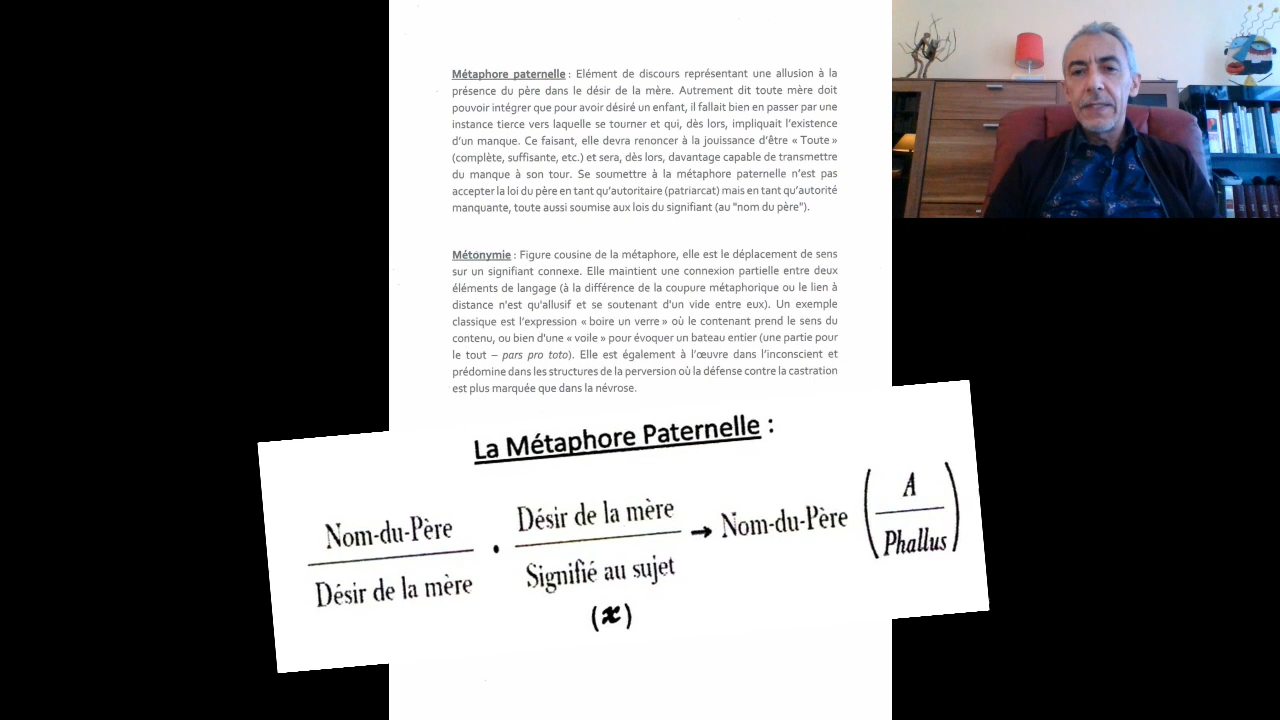 Métaphore paternelle : Elément de discours représentant une allusion à la
présence du père dans le désir de la mère. Autrement dit toute mère doit
pouvoir intégrer que pour avoir désiré un enfant, il fallait bien en passer par une
instance tierce vers laquelle se tourner et qui, dès lors, impliquait l'existence
d'un manque. Ce faisant, elle devra renoncer à la jouissance d'être « Toute »
(complète, suffisante, etc.) et sera, dès lors, davantage capable de transmettre
du manque à son tour. Se soumettre à la métaphore paternelle n'est pas
accepter la loi du père en tant qu'autoritaire (patriarcat) mais en tant qu'autorité
manquante, toute aussi soumise aux lois du signifiant (au "nom du père").
Métonymie : Figure cousine de la métaphore, elle est le déplacement de sens
sur un signifiant connexe. Elle maintient une connexion partielle entre deux
éléments de langage (à la différence de la coupure métaphorique ou le lien à
distance n'est qu'allusif et se soutenant d'un vide entre eux). Un exemple
classique est l'expression « boire un verre » où le contenant prend le sens du
contenu, ou bien d'une « voile » pour évoquer un bateau entier (une partie pour
le tout – pars pro toto). Elle est également à l'œuvre dans l'inconscient et
prédomine dans les structures de la perversion où la défense contre la castration
est plus marquée que dans la névrose.
La Métaphore Paternelle :
Nom-du-Père
Désir de la mère
•
Désir de la mère
Signifié au sujet
(x)
→ Nom-du-Père
(A
Phallus)